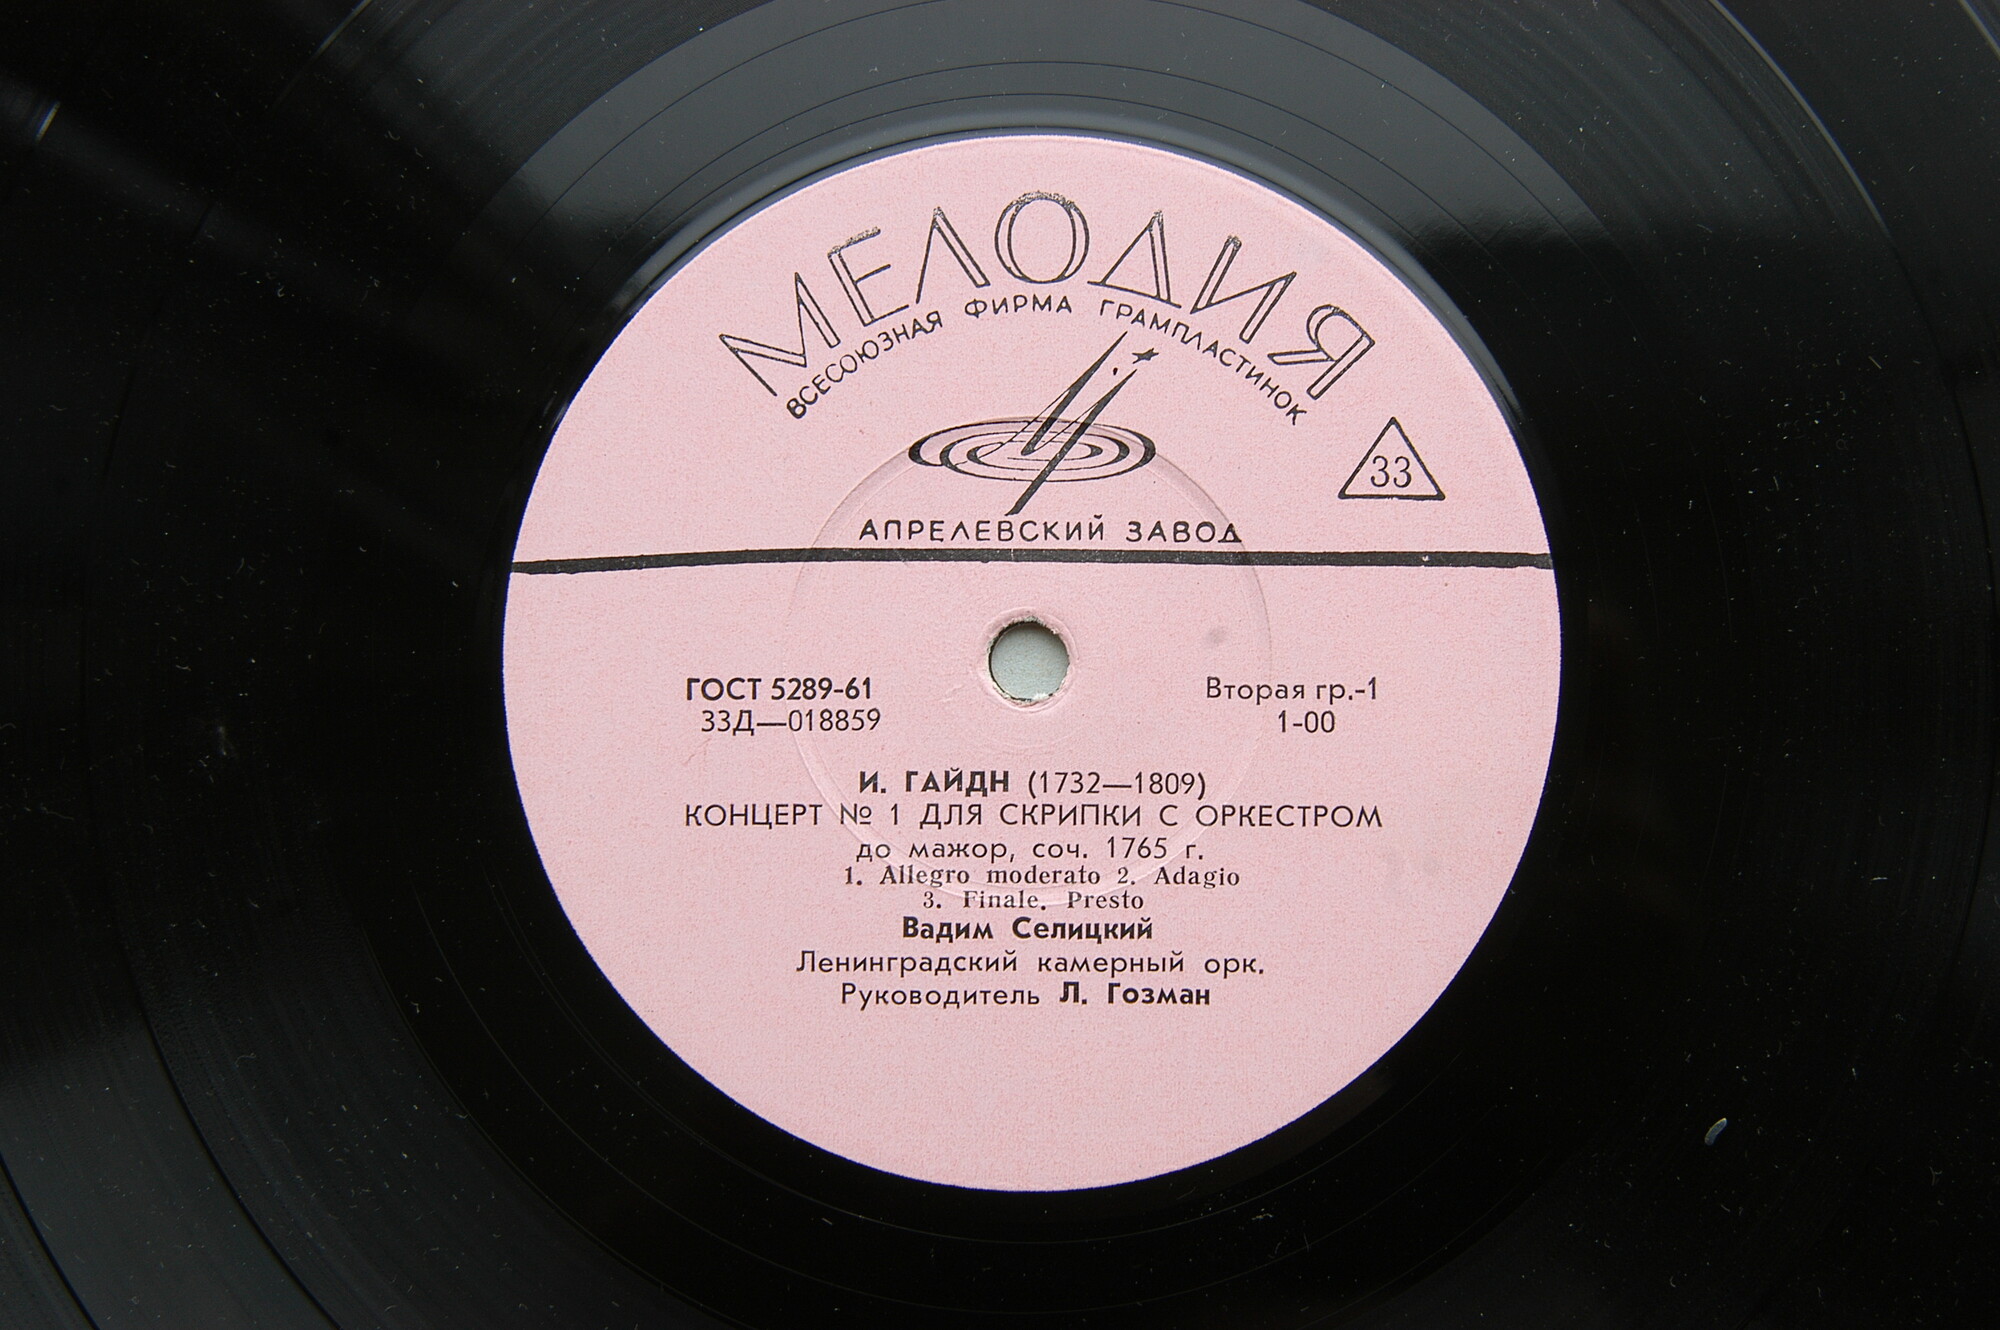 МЕЛОДИЯ
ВСЕСОЮЗНАЯ ФИРМА ГРАМПЛАСТИНОК
33
АПРЕЛЕВСКИЙ ЗАВОД
ГОСТ 5289-61
33Д—018859
Вторая гр.-1
1-00
И. ГАЙДН (1732—1809)
КОНЦЕРТ № 1 ДЛЯ СКРИПКИ С ОРКЕСТРОМ
до мажор, соч. 1765 г.
1. Allegro moderato 2. Adagio
3. Finale. Presto
Вадим Селицкий
Ленинградский камерный орк.
Руководитель Л. Гозман